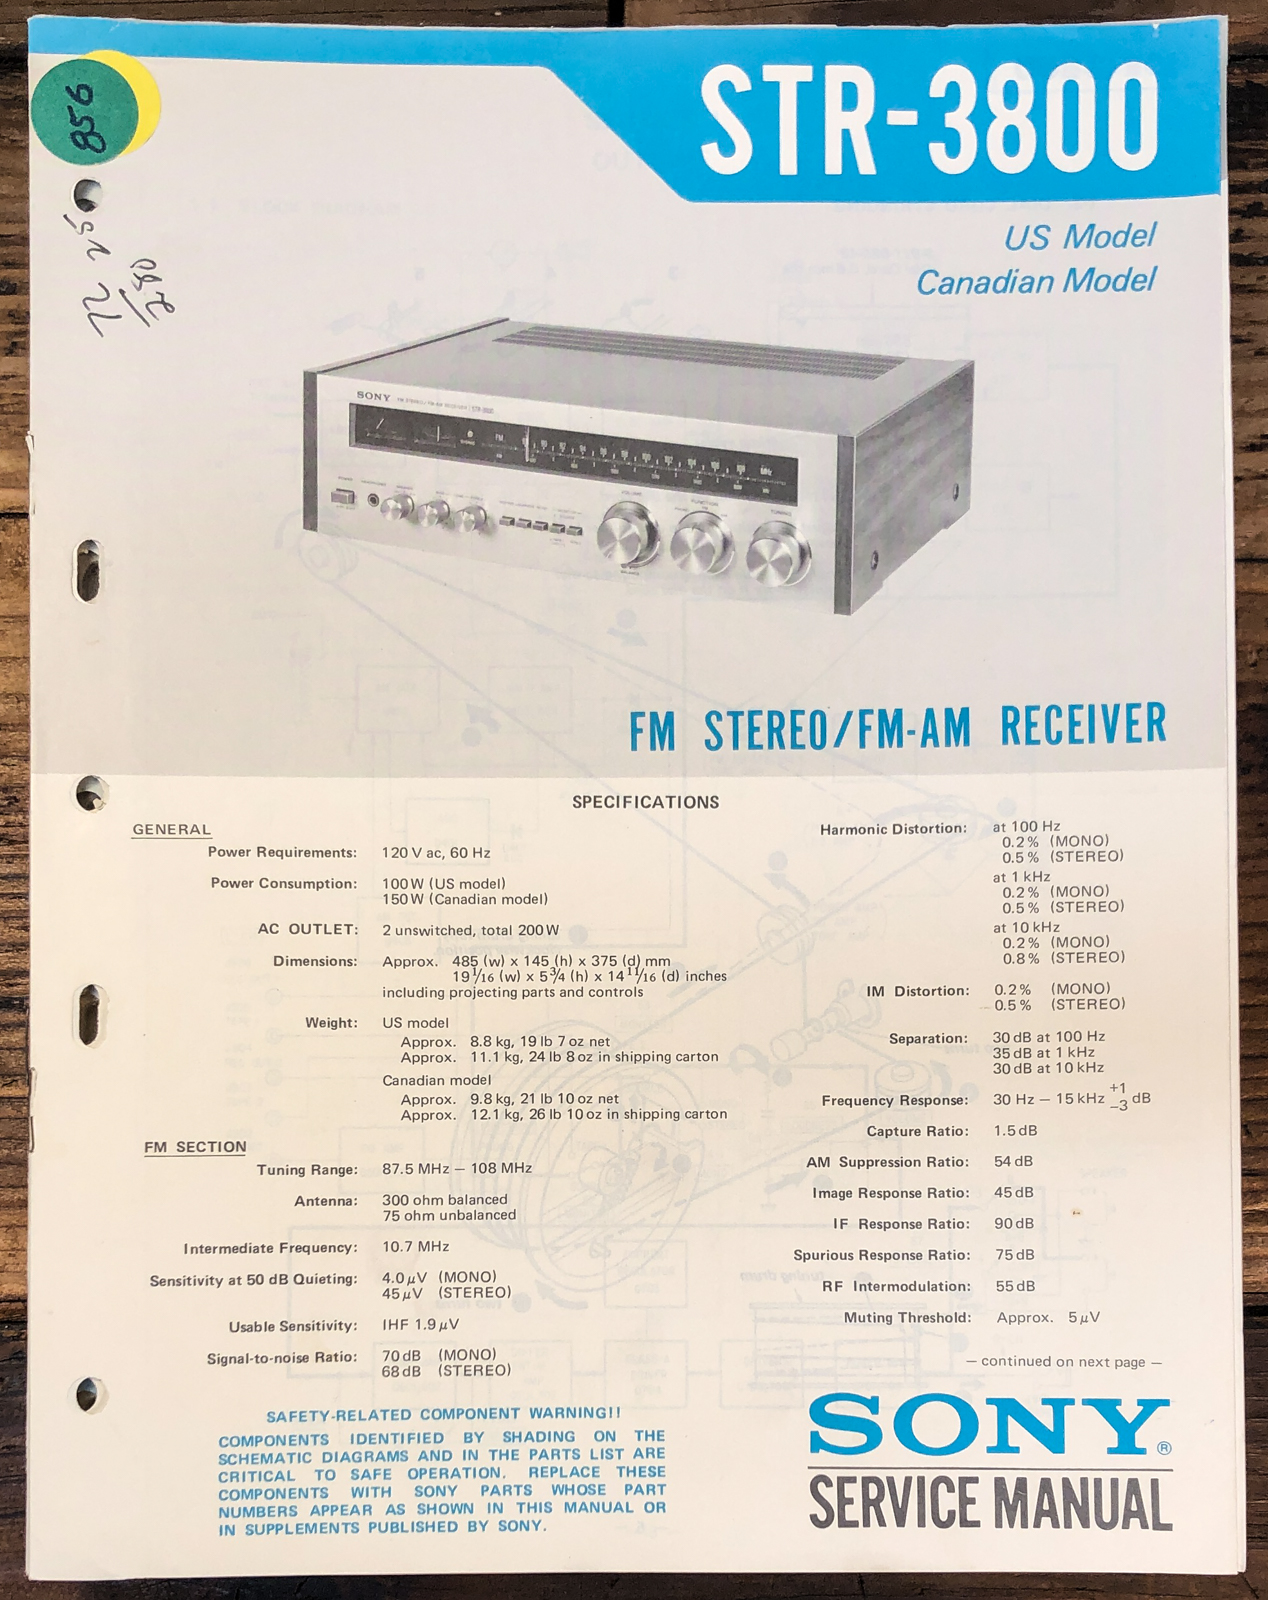 856
STR-3800
US Model
Canadian Model
SONY
FM STEREO/FM-AM RECEIVER
SPECIFICATIONS
GENERAL
Power Requirements: 120 V ac, 60 Hz
Power Consumption: 100 W (US model)
150 W (Canadian model)
AC OUTLET: 2 unswitched, total 200 W
Dimensions: Approx. 485 (w) x 145 (h) x 375 (d) mm
19 1/16 (w) x 5 3/4 (h) x 14 11/16 (d) inches
including projecting parts and controls
Weight: US model
Approx. 8.8 kg, 19 lb 7 oz net
Approx. 11.1 kg, 24 lb 8 oz in shipping carton
Canadian model
Approx. 9.8 kg, 21 lb 10 oz net
Approx. 12.1 kg, 26 lb 10 oz in shipping carton
FM SECTION
Tuning Range: 87.5 MHz – 108 MHz
Antenna: 300 ohm balanced
75 ohm unbalanced
Intermediate Frequency: 10.7 MHz
Sensitivity at 50 dB Quieting: 4.0 μV (MONO)
45 μV (STEREO)
Usable Sensitivity: IHF 1.9 μV
Signal-to-noise Ratio: 70 dB (MONO)
68 dB (STEREO)
Harmonic Distortion: at 100 Hz
0.2% (MONO)
0.5% (STEREO)
at 1 kHz
0.2% (MONO)
0.5% (STEREO)
at 10 kHz
0.2% (MONO)
0.8% (STEREO)
IM Distortion: 0.2% (MONO)
0.5% (STEREO)
Separation: 30 dB at 100 Hz
35 dB at 1 kHz
30 dB at 10 kHz
Frequency Response: 30 Hz – 15 kHz +1 –3 dB
Capture Ratio: 1.5 dB
AM Suppression Ratio: 54 dB
Image Response Ratio: 45 dB
IF Response Ratio: 90 dB
Spurious Response Ratio: 75 dB
RF Intermodulation: 55 dB
Muting Threshold: Approx. 5 μV
– continued on next page –
SAFETY-RELATED COMPONENT WARNING!!
COMPONENTS IDENTIFIED BY SHADING ON THE
SCHEMATIC DIAGRAMS AND IN THE PARTS LIST ARE
CRITICAL TO SAFE OPERATION. REPLACE THESE
COMPONENTS WITH SONY PARTS WHOSE PART
NUMBERS APPEAR AS SHOWN IN THIS MANUAL OR
IN SUPPLEMENTS PUBLISHED BY SONY.
SONY®
SERVICE MANUAL